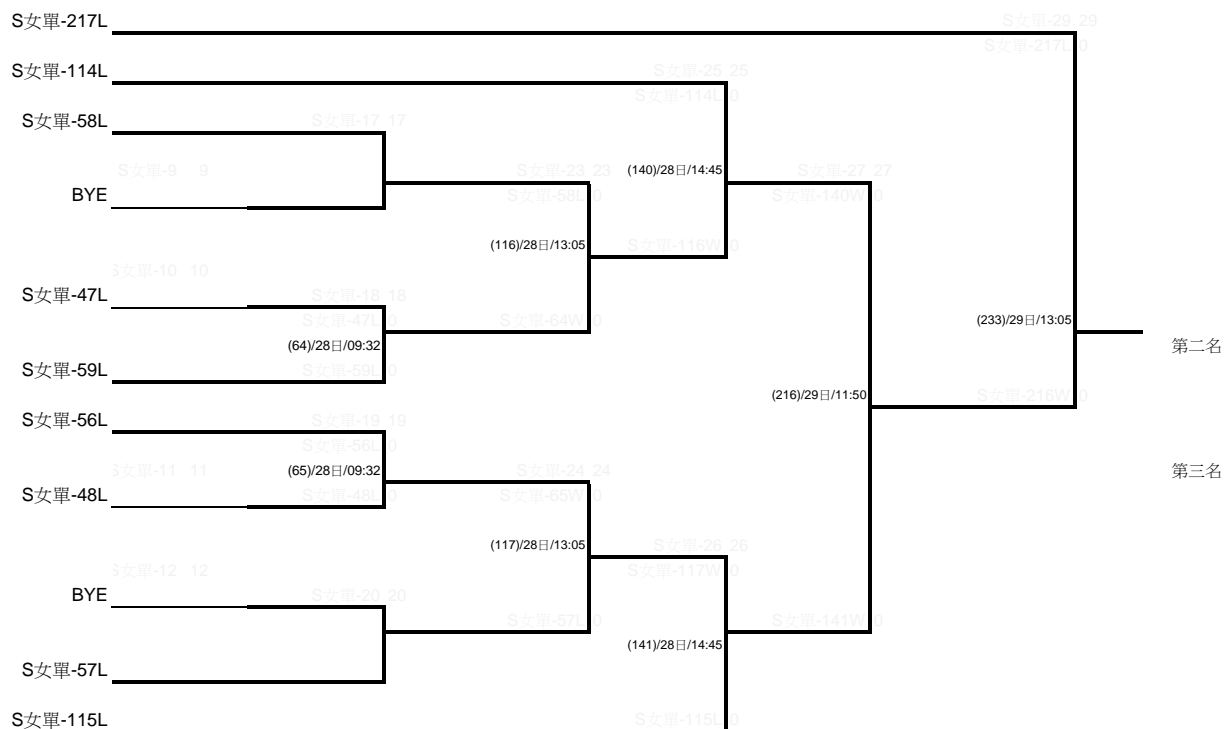 S女單-217L
S女單-29 29
S女單-217L 0
S女單-114L
S女單-25 25
S女單-114L 0
S女單-58L
S女單-17 17
S女單-9 9
S女單-23 23
(140)/28日/14:45
S女單-27 27
BYE
S女單-58L 0
S女單-140W 0
(116)/28日/13:05
S女單-116W 0
S女單-10 10
S女單-47L
S女單-18 18
S女單-47L 0
S女單-64W 0
(233)/29日/13:05
(64)/28日/09:32
第二名
S女單-59L
S女單-59L 0
(216)/29日/11:50
S女單-216W 0
S女單-56L
S女單-19 19
S女單-56L 0
S女單-11 11
(65)/28日/09:32
S女單-24 24
第三名
S女單-48L
S女單-48L 0
S女單-65W 0
(117)/28日/13:05
S女單-26 26
S女單-12 12
S女單-117W 0
BYE
S女單-20 20
S女單-57L 0
S女單-141W 0
(141)/28日/14:45
S女單-57L
S女單-115L
S女單-115L 0